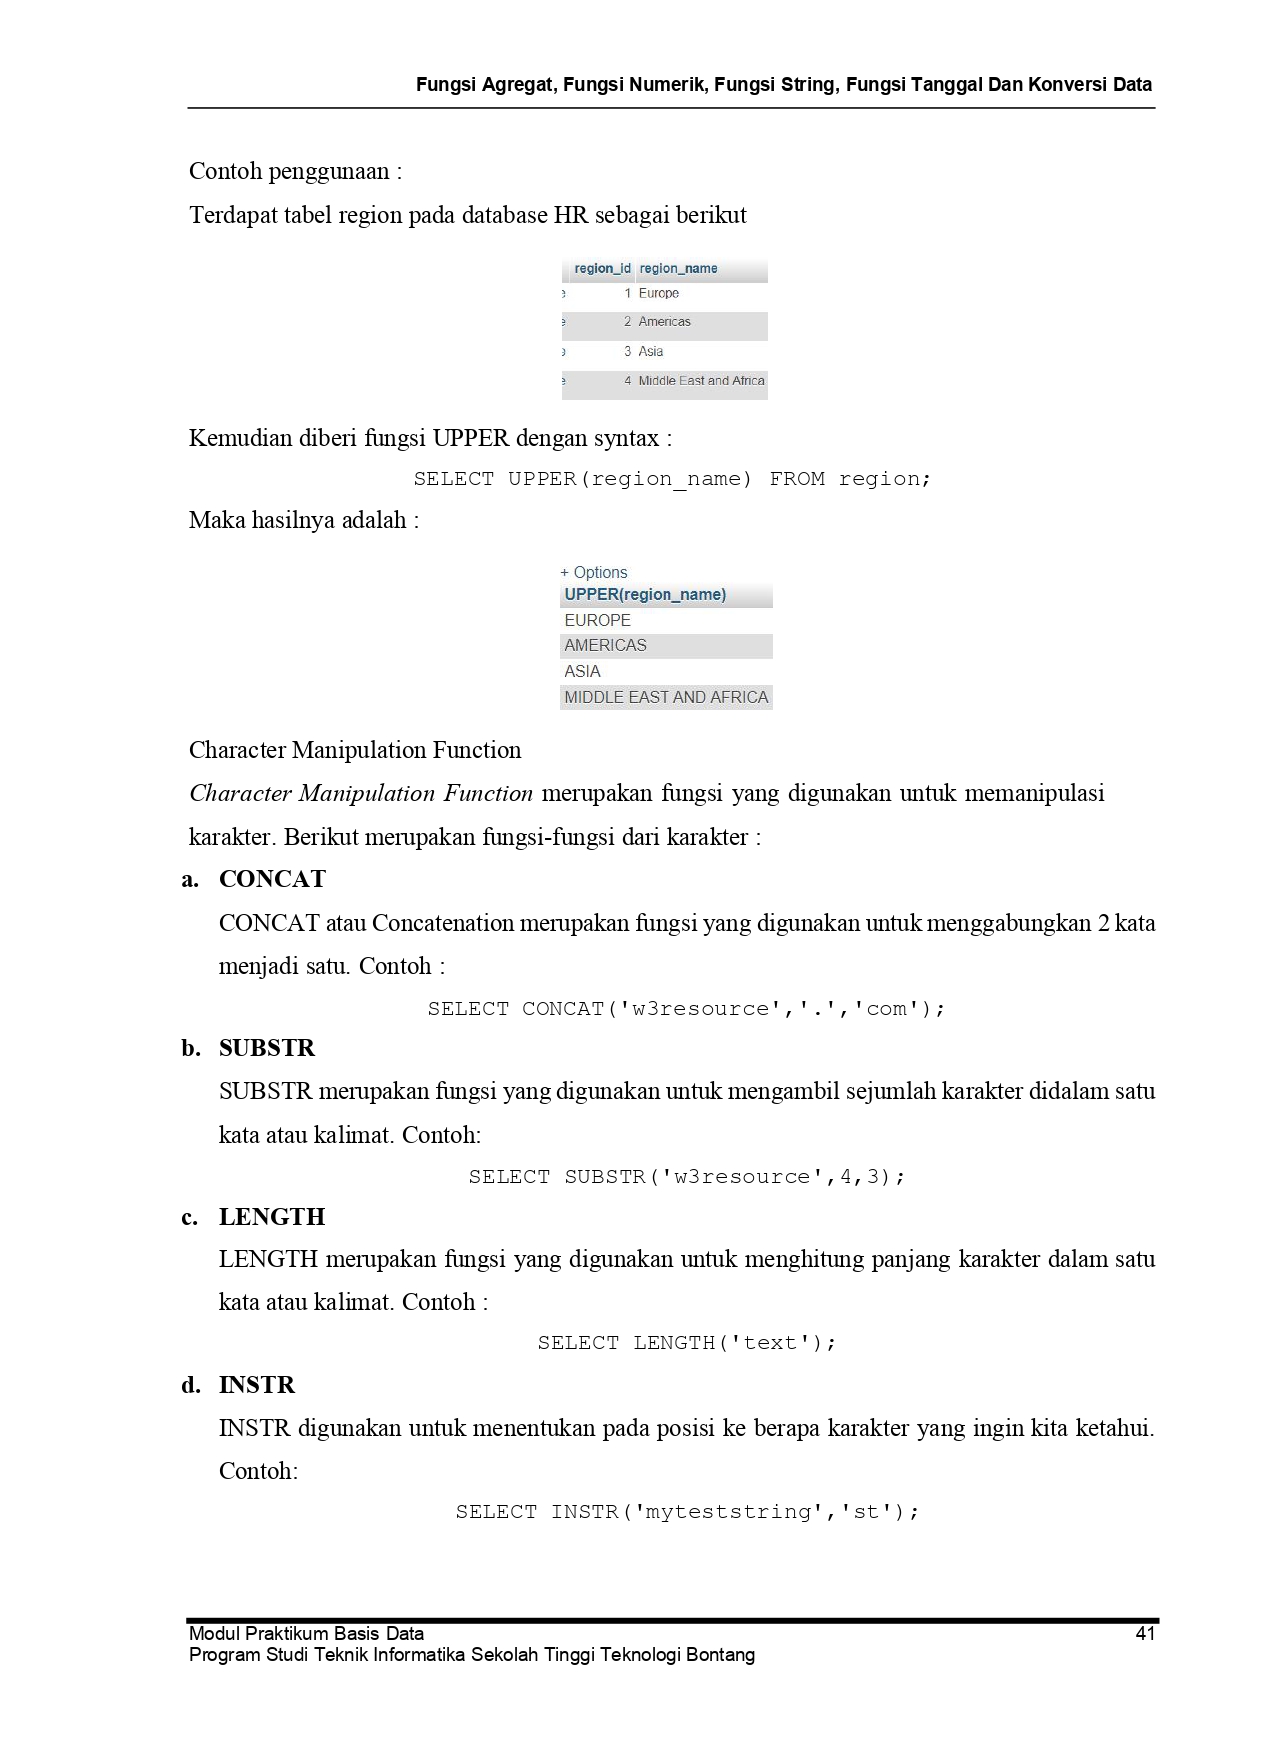 Fungsi Agregat, Fungsi Numerik, Fungsi String, Fungsi Tanggal Dan Konversi Data
Contoh penggunaan :
Terdapat tabel region pada database HR sebagai berikut
region_id region_name
e 1 Europe
e 2 Americas
e 3 Asia
e 4 Middle East and Africa
Kemudian diberi fungsi UPPER dengan syntax :
SELECT UPPER(region_name) FROM region;
Maka hasilnya adalah :
+ Options
UPPER(region_name)
EUROPE
AMERICAS
ASIA
MIDDLE EAST AND AFRICA
Character Manipulation Function
Character Manipulation Function merupakan fungsi yang digunakan untuk memanipulasi
karakter. Berikut merupakan fungsi-fungsi dari karakter :
a. CONCAT
CONCAT atau Concatenation merupakan fungsi yang digunakan untuk menggabungkan 2 kata
menjadi satu. Contoh :
SELECT CONCAT('w3resource','.','com');
b. SUBSTR
SUBSTR merupakan fungsi yang digunakan untuk mengambil sejumlah karakter didalam satu
kata atau kalimat. Contoh:
SELECT SUBSTR('w3resource',4,3);
c. LENGTH
LENGTH merupakan fungsi yang digunakan untuk menghitung panjang karakter dalam satu
kata atau kalimat. Contoh :
SELECT LENGTH('text');
d. INSTR
INSTR digunakan untuk menentukan pada posisi ke berapa karakter yang ingin kita ketahui.
Contoh:
SELECT INSTR('myteststring','st');
Modul Praktikum Basis Data 41
Program Studi Teknik Informatika Sekolah Tinggi Teknologi Bontang